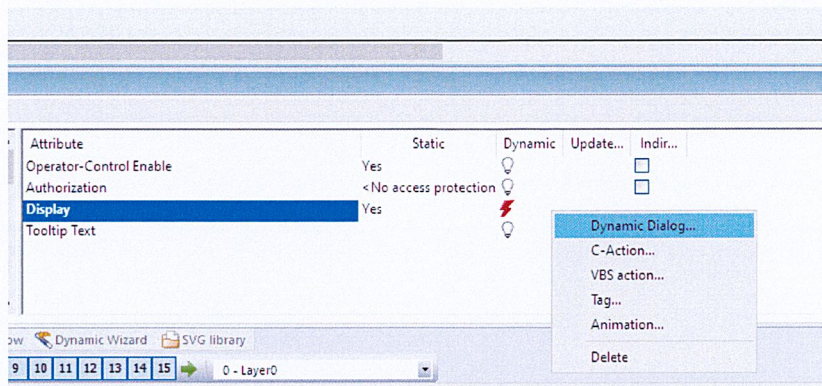 Attribute Static Dynamic Update... Indir...
Operator-Control Enable Yes
Authorization <No access protection
Display Yes
Tooltip Text
Dynamic Dialog...
C-Action...
VBS action...
Tag...
Animation...
Delete
Dynamic Wizard SVG library
9 10 11 12 13 14 15 0 - Layer0